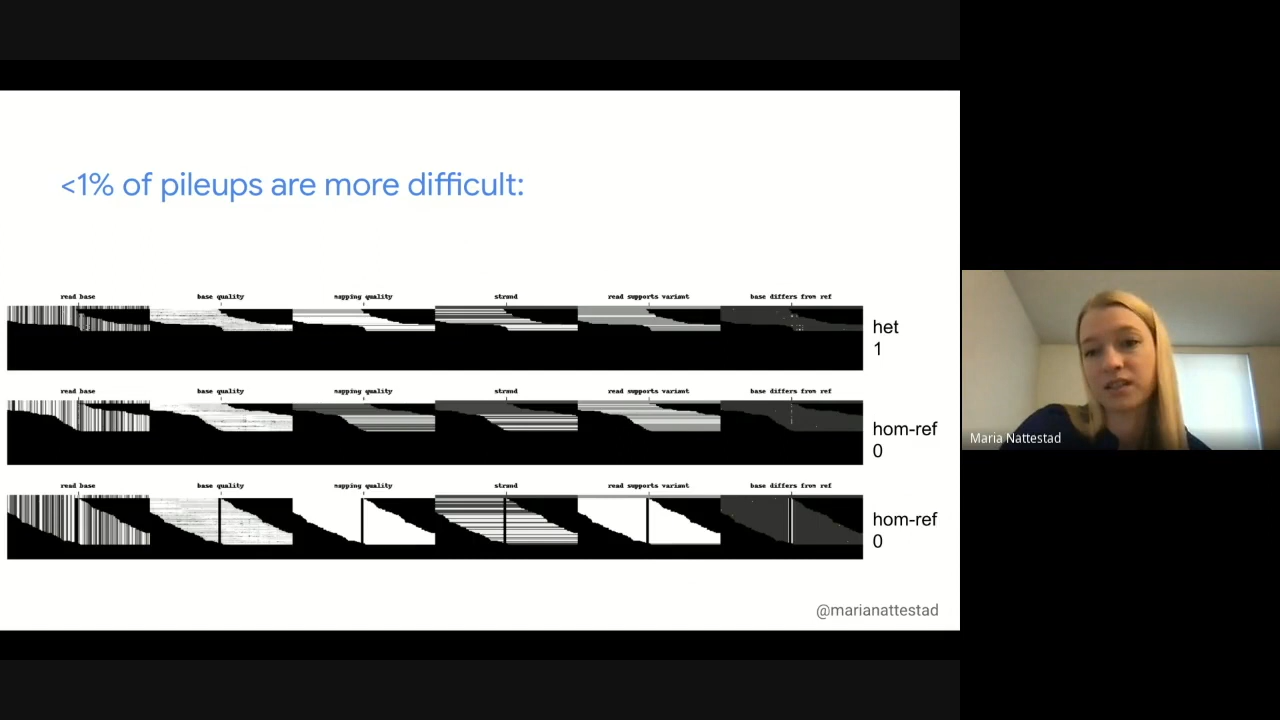 <1% of pileups are more difficult:
read base base quality mapping quality strand read supports variant base differs from ref
het
1
read base base quality mapping quality strand read supports variant base differs from ref
hom-ref
0
read base base quality mapping quality strand read supports variant base differs from ref
hom-ref
0
@marianattestad
Maria Nattestad